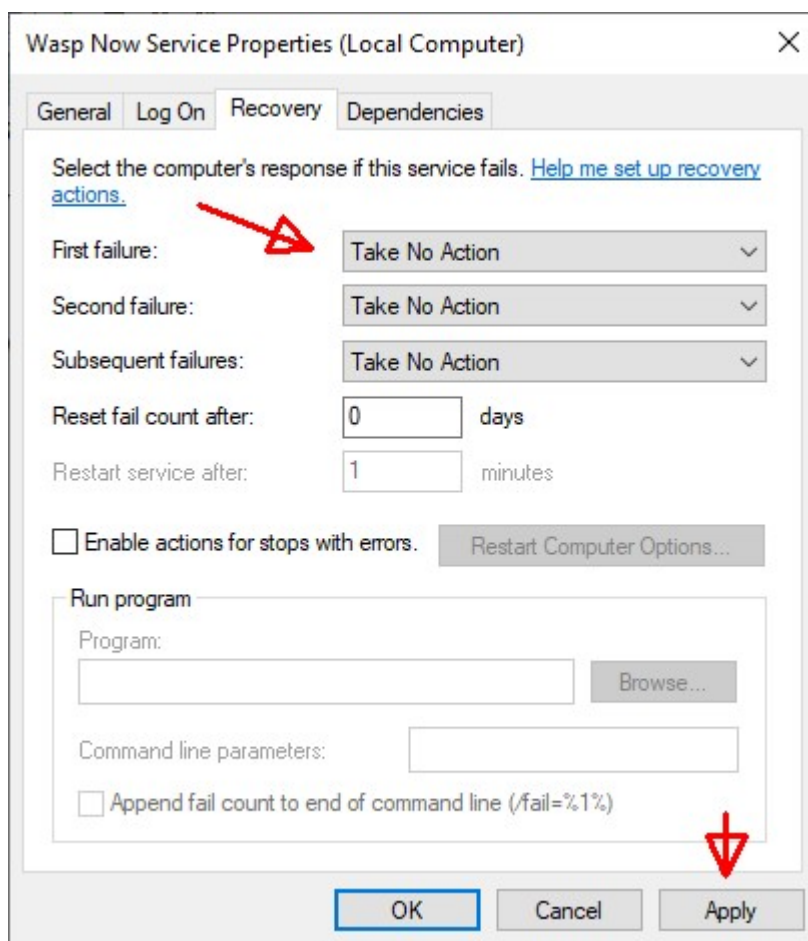 Wasp Now Service Properties (Local Computer)
General Log On Recovery Dependencies
Select the computer's response if this service fails. Help me set up recovery
actions.
First failure: Take No Action
Second failure: Take No Action
Subsequent failures: Take No Action
Reset fail count after: 0 days
Restart service after: 1 minutes
Enable actions for stops with errors. Restart Computer Options...
Run program
Program:
Browse...
Command line parameters:
Append fail count to end of command line (/fail=%1%)
OK Cancel Apply